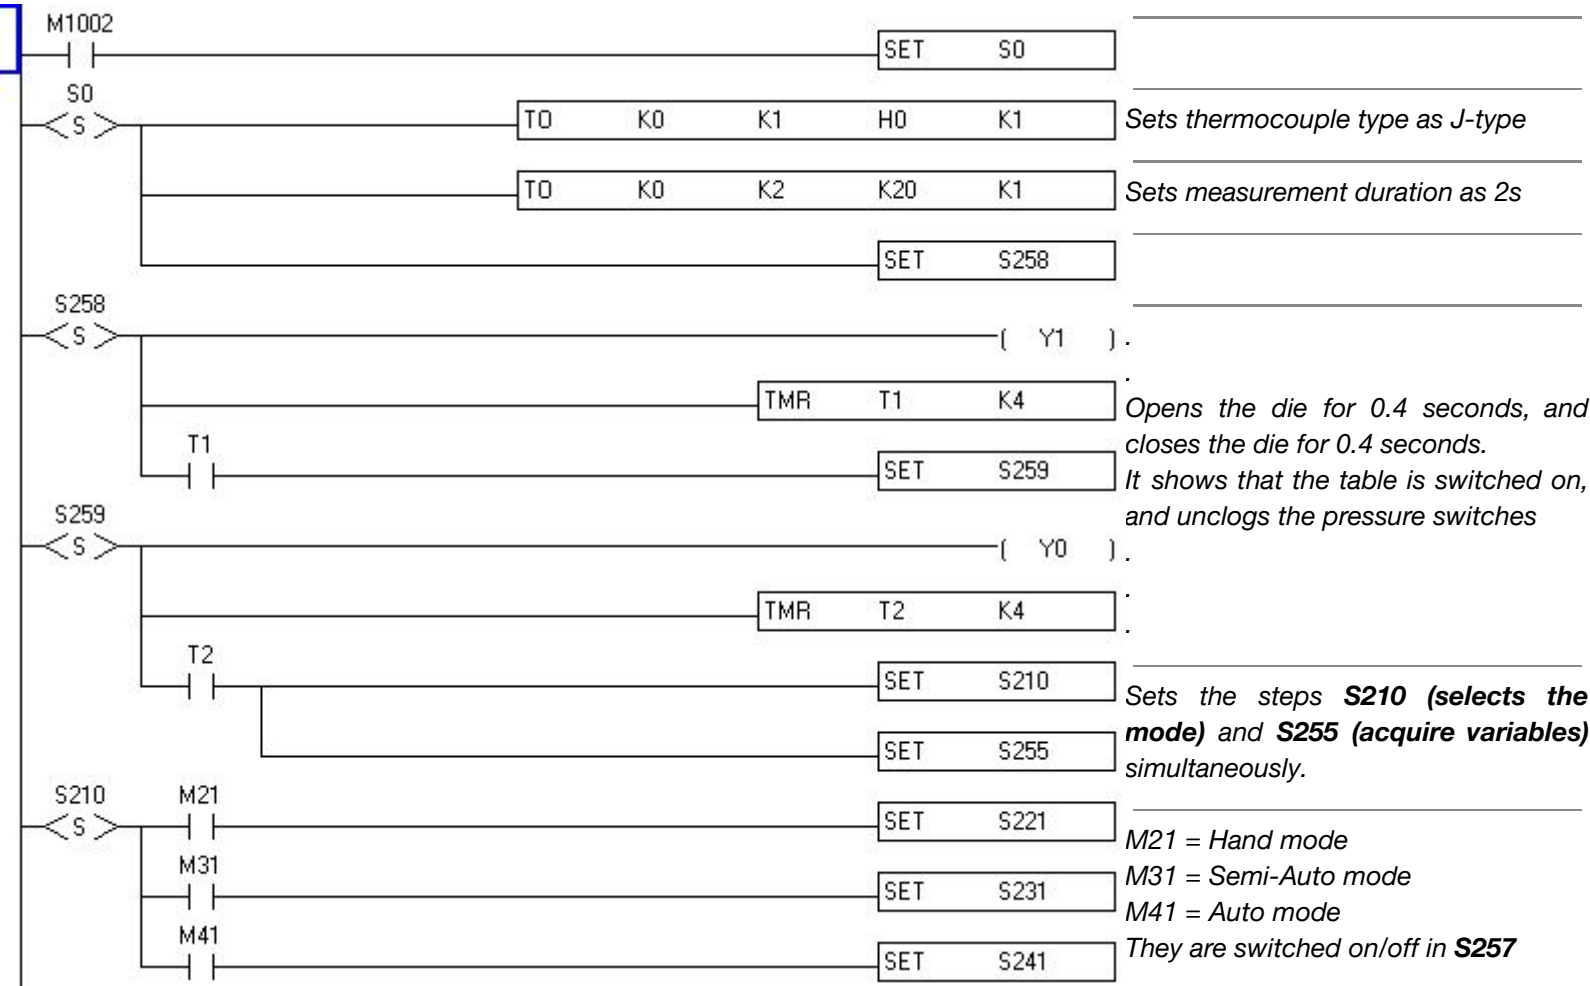 M1002
SET S0
S0
S
TO K0 K1 H0 K1 Sets thermocouple type as J-type
TO K0 K2 K20 K1 Sets measurement duration as 2s
SET S258
S258
S
( Y1 ) .
.
TMR T1 K4 Opens the die for 0.4 seconds, and
closes the die for 0.4 seconds.
T1
SET S259 It shows that the table is switched on,
and unclogs the pressure switches
S259
S
( Y0 ) .
.
TMR T2 K4
.
T2
SET S210 Sets the steps S210 (selects the
mode) and S255 (acquire variables)
SET S255 simultaneously.
S210 M21
S
SET S221 M21 = Hand mode
M31
SET S231 M31 = Semi-Auto mode
M41 = Auto mode
M41
SET S241 They are switched on/off in S257